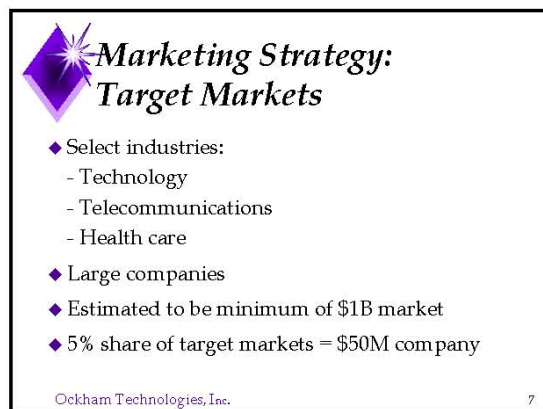 Marketing Strategy:
Target Markets
Select industries:
- Technology
- Telecommunications
- Health care
Large companies
Estimated to be minimum of $1B market
5% share of target markets = $50M company
Ockham Technologies, Inc. 7